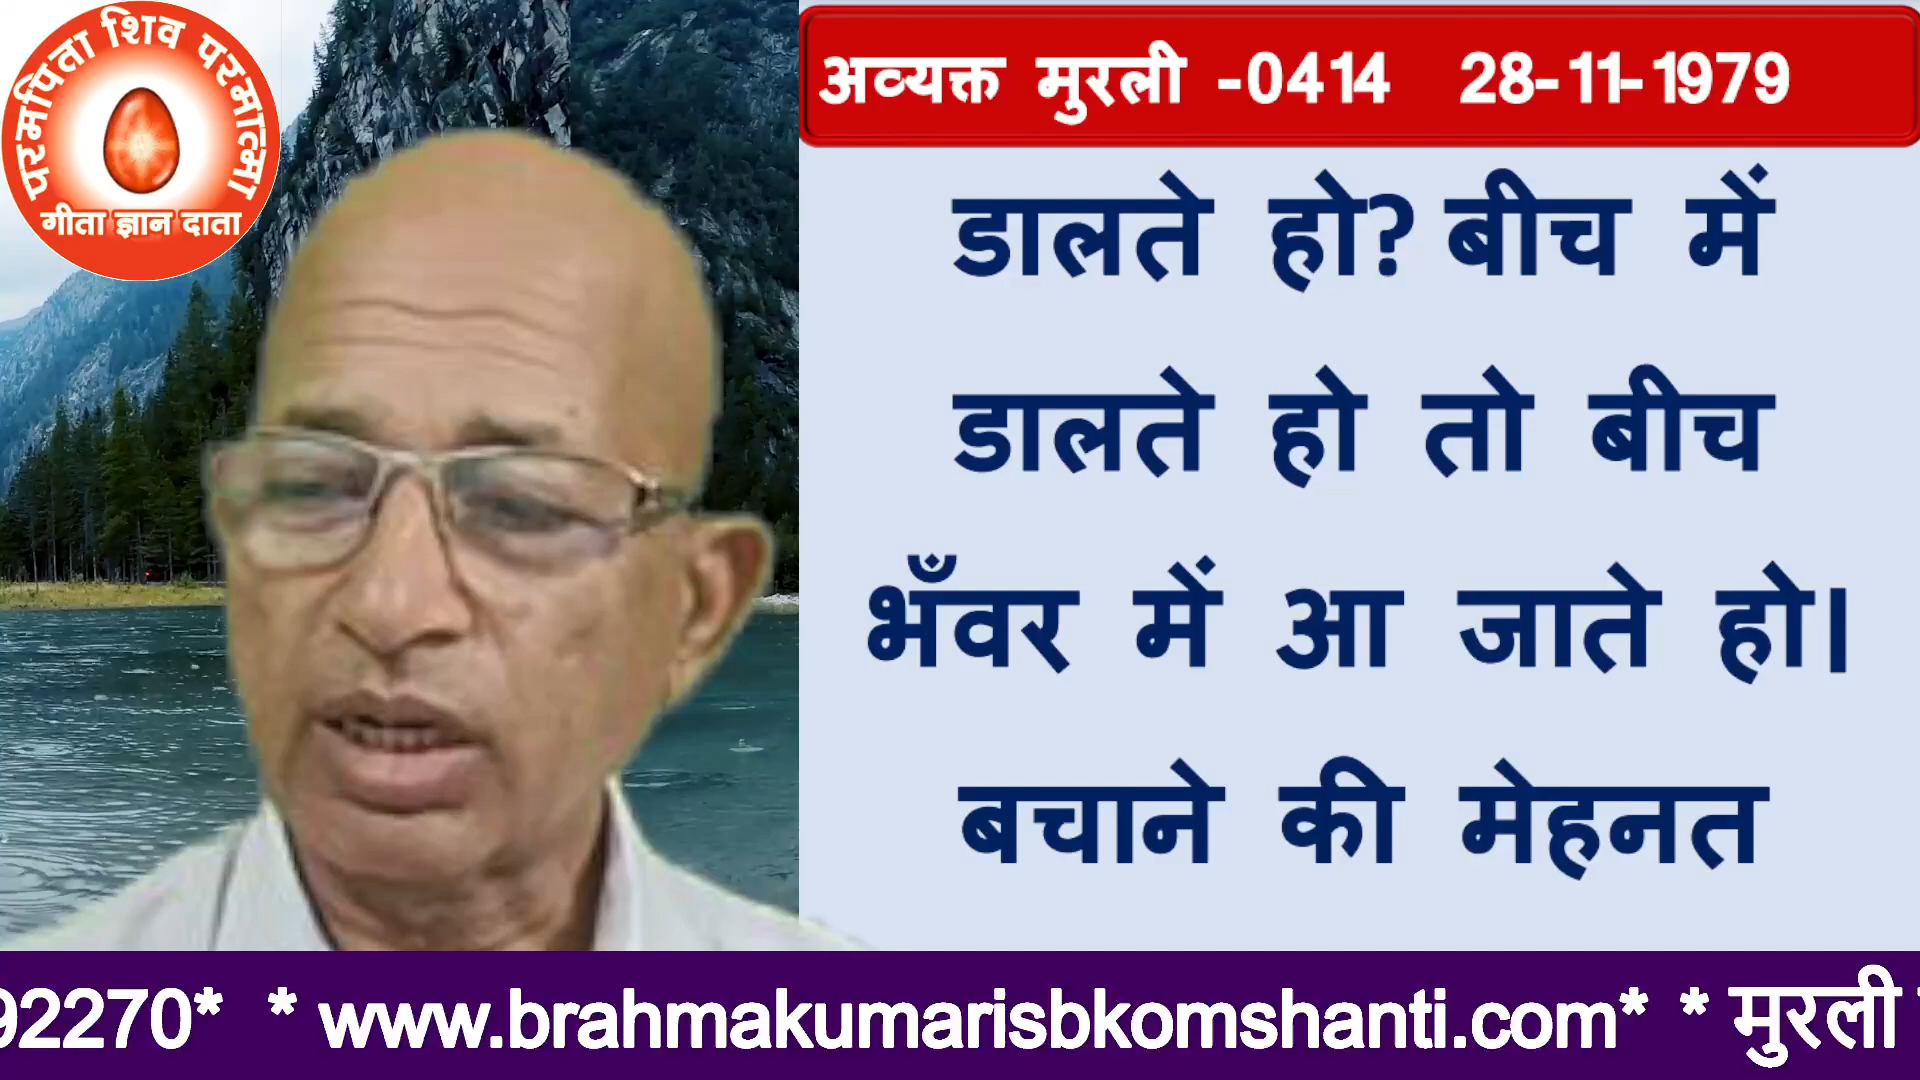 परमपिता शिव परमात्मा
गीता ज्ञान दाता
अव्यक्त मुरली -0414 28-11-1979
डालते हो? बीच में
डालते हो तो बीच
भँवर में आ जाते हो।
बचाने की मेहनत
92270* * www.brahmakumarisbkomshanti.com* * मुरली